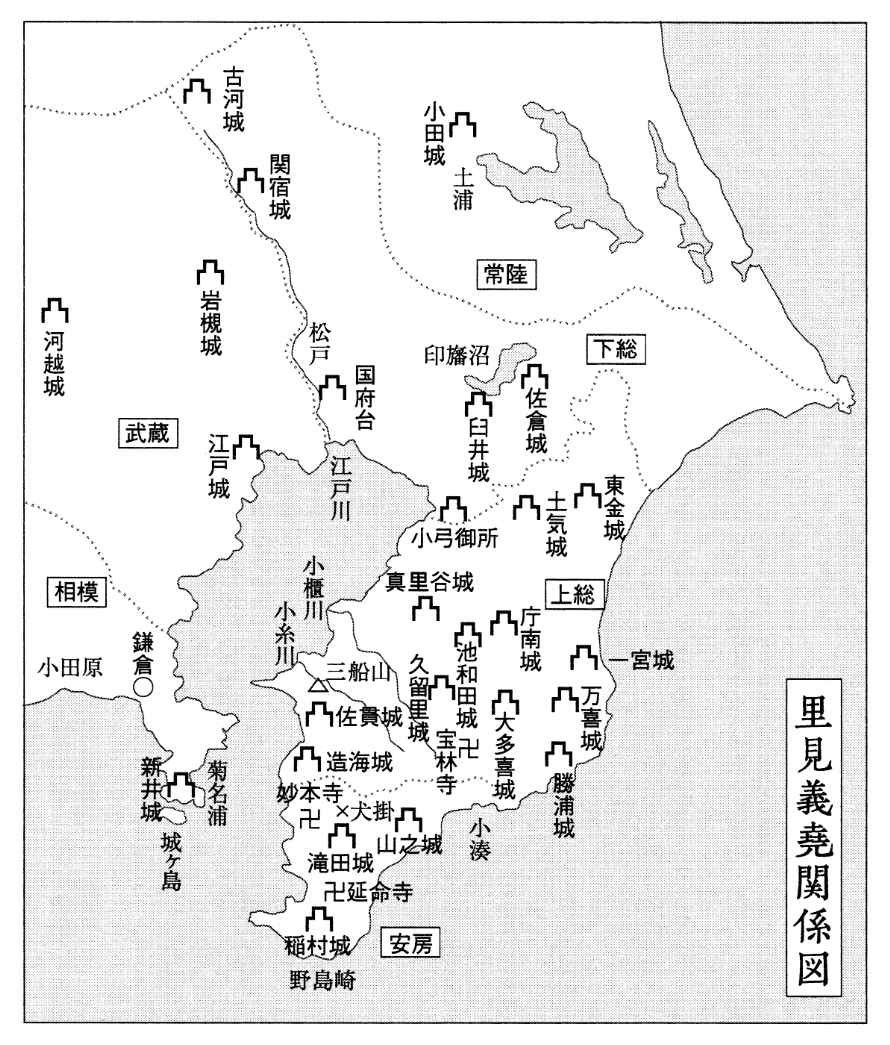 里見義堯関係図
古河城
関宿城
小田城
土浦
常陸
岩槻城
河越城
松戸
印旛沼
下総
国府台
佐倉城
臼井城
武蔵
江戸城
江戸川
東金城
土気城
小弓御所
小櫃川
真里谷城
上総
相模
小糸川
庁南城
鎌倉
小田原
池和田城
一宮城
三船山
久留里城
佐貫城
万喜城
大多喜城
宝林寺
造海城
勝浦城
新井城
菊名浦
妙本寺
×犬掛
小湊
山之城
城ヶ島
滝田城
卍延命寺
稲村城
安房
野島崎